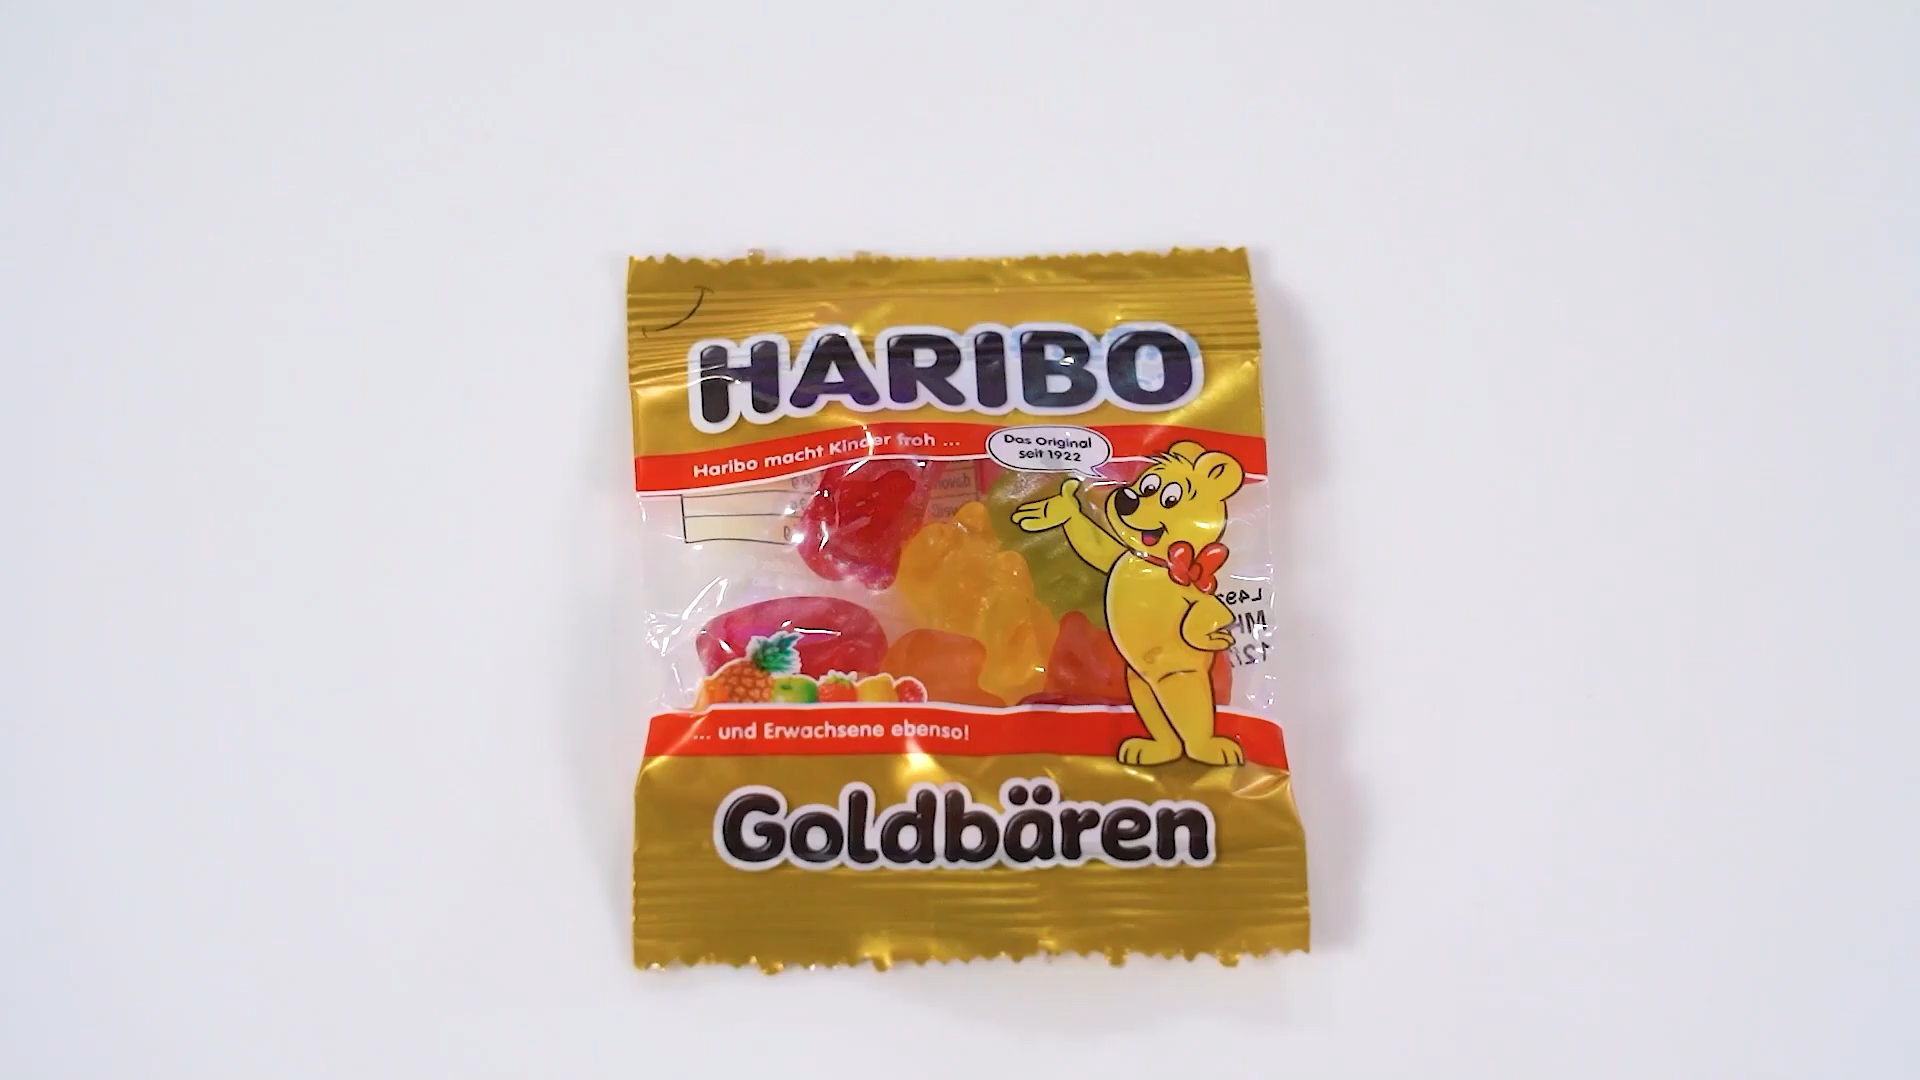 HARIBO
Haribo macht Kinder froh ...
Das Original
seit 1922
... und Erwachsene ebenso!
Goldbären